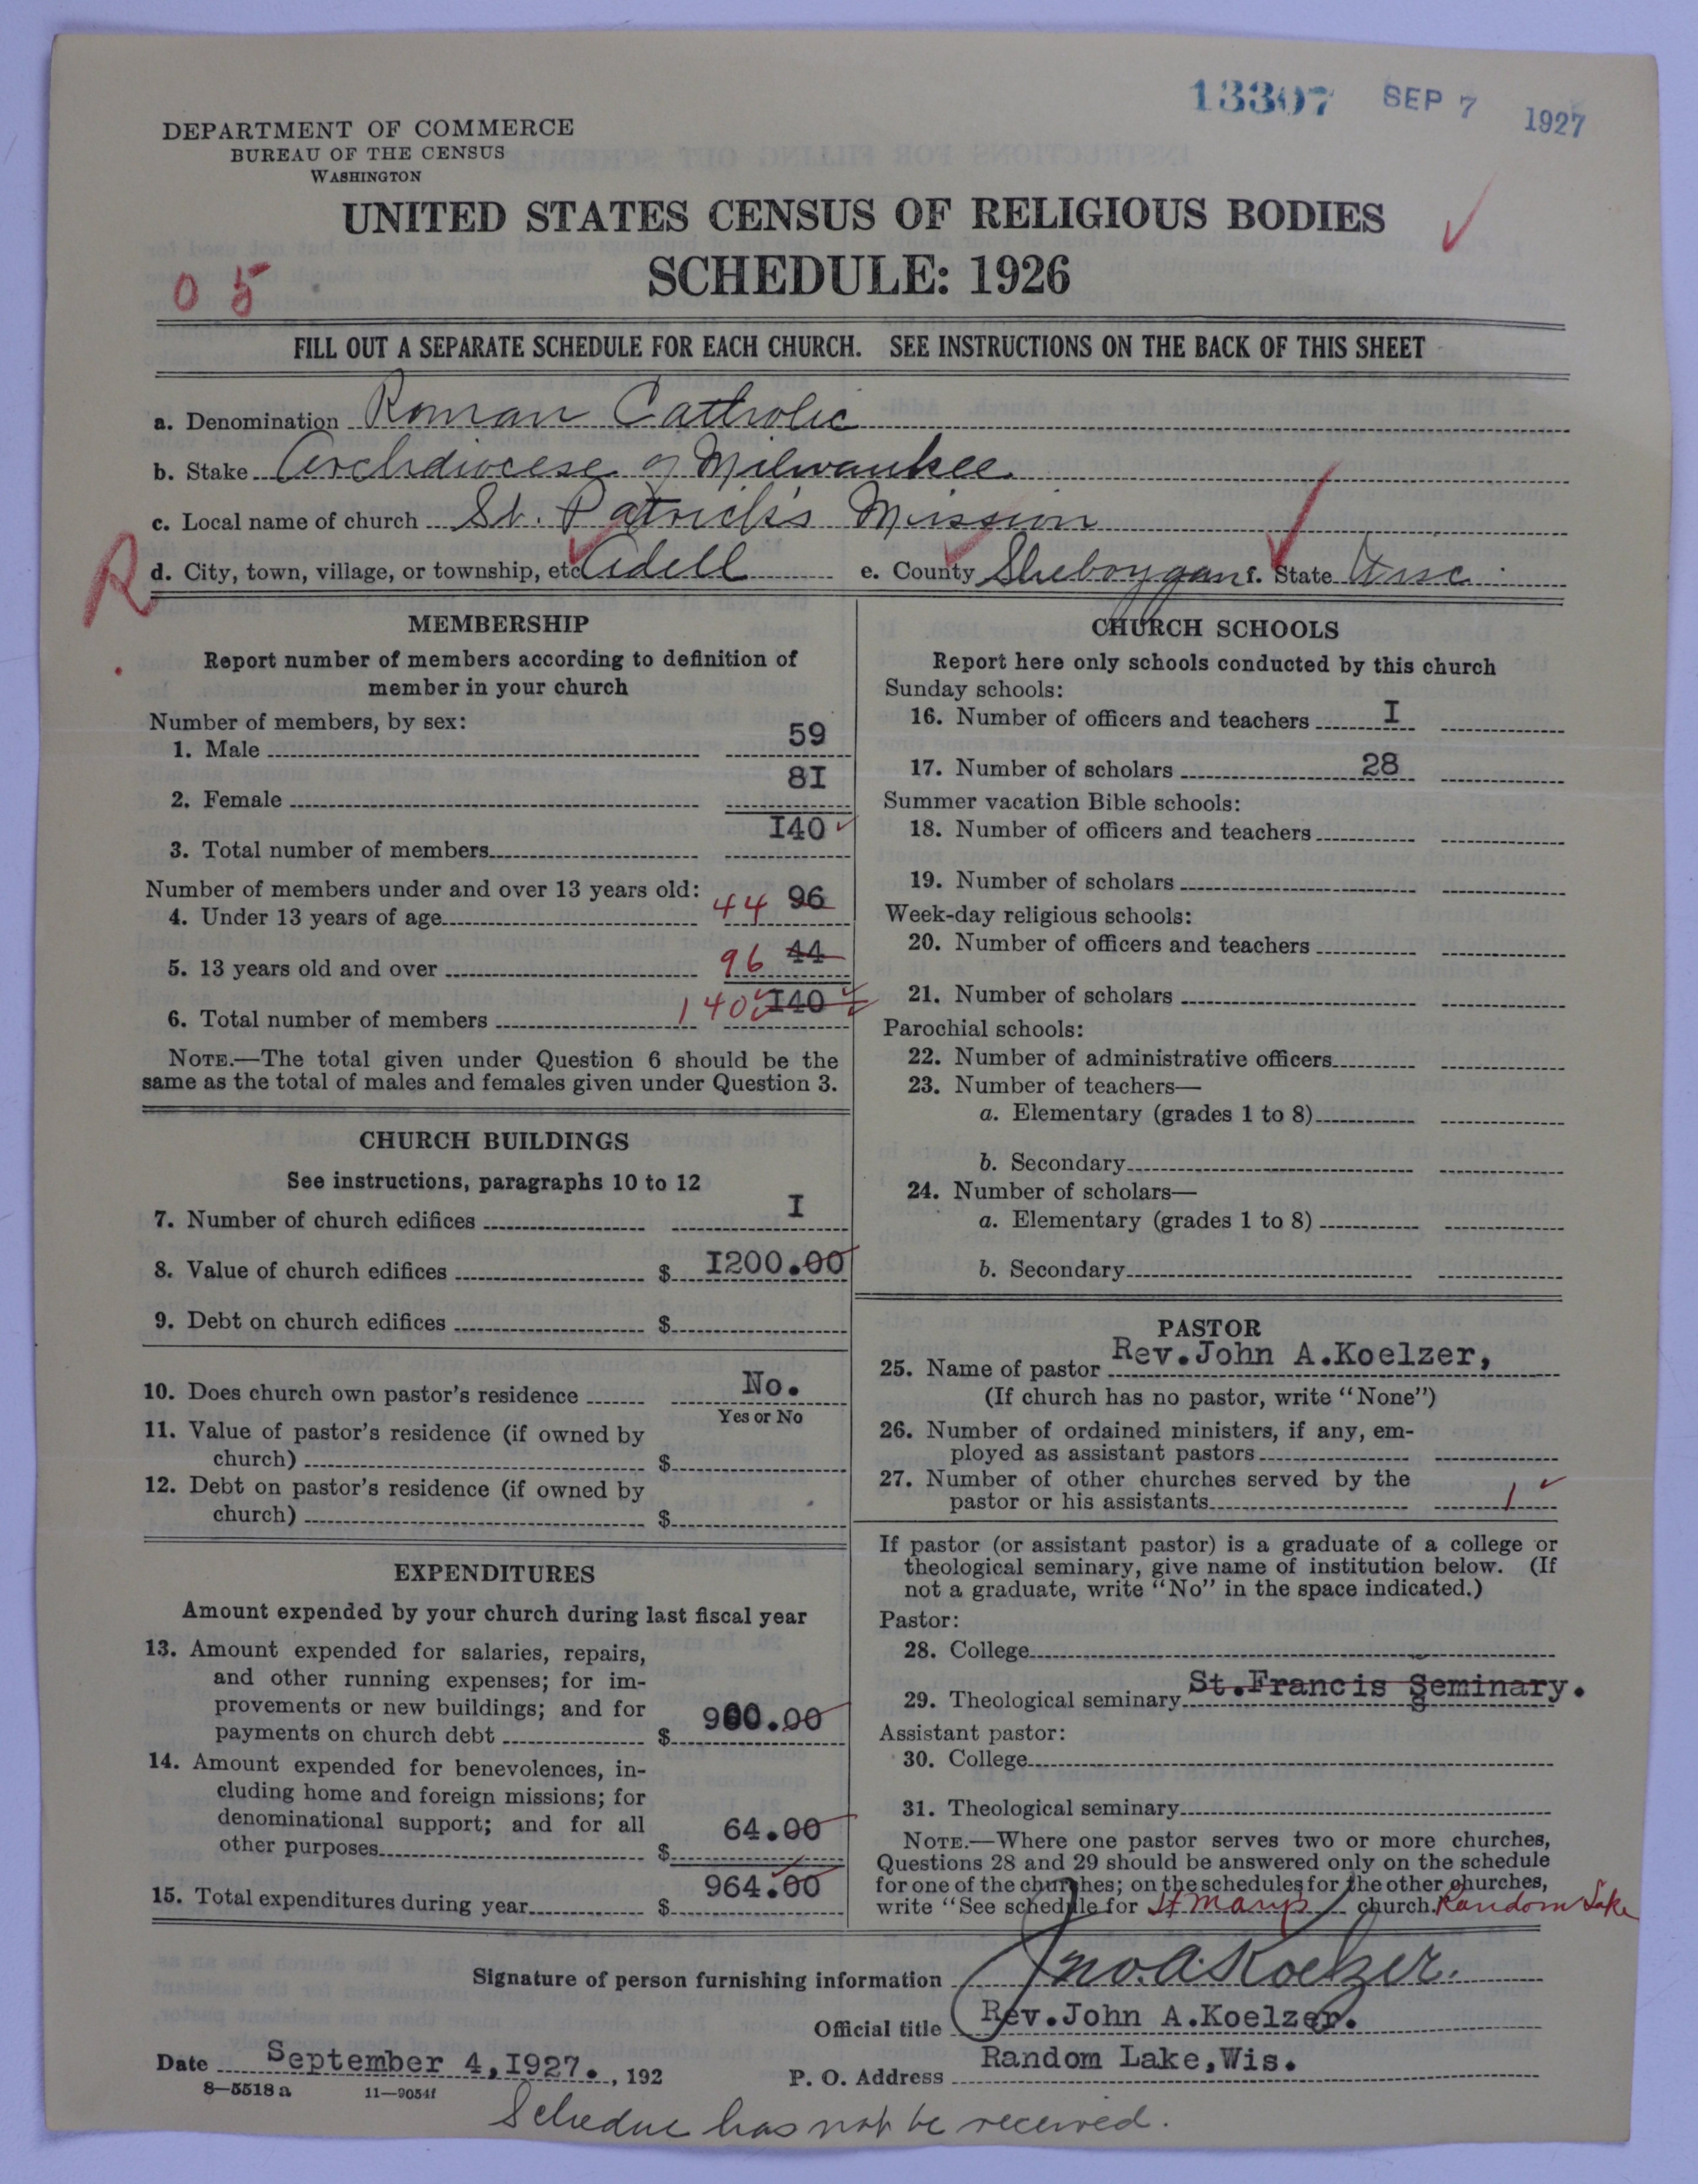 13307 SEP 7 1927
DEPARTMENT OF COMMERCE
BUREAU OF THE CENSUS
WASHINGTON
UNITED STATES CENSUS OF RELIGIOUS BODIES
SCHEDULE: 1926
0 5
FILL OUT A SEPARATE SCHEDULE FOR EACH CHURCH. SEE INSTRUCTIONS ON THE BACK OF THIS SHEET
a. Denomination Roman Catholic
b. Stake Archdiocese of Milwaukee
c. Local name of church St. Patrick's Mission
R
d. City, town, village, or township, etc. Adell e. County Sheboygan f. State Wisc
MEMBERSHIP
Report number of members according to definition of
member in your church
Number of members, by sex:
1. Male 59
2. Female 8I
3. Total number of members I40
Number of members under and over 13 years old:
4. Under 13 years of age 44 96
5. 13 years old and over 96 44
6. Total number of members 140 I40
NOTE.—The total given under Question 6 should be the
same as the total of males and females given under Question 3.
CHURCH BUILDINGS
See instructions, paragraphs 10 to 12
7. Number of church edifices I
8. Value of church edifices $ I200.00
9. Debt on church edifices $
10. Does church own pastor's residence No.
Yes or No
11. Value of pastor's residence (if owned by
church) $
12. Debt on pastor's residence (if owned by
church) $
EXPENDITURES
Amount expended by your church during last fiscal year
13. Amount expended for salaries, repairs,
and other running expenses; for im-
provements or new buildings; and for
payments on church debt $ 900.00
14. Amount expended for benevolences, in-
cluding home and foreign missions; for
denominational support; and for all
other purposes $ 64.00
15. Total expenditures during year $ 964.00
CHURCH SCHOOLS
Report here only schools conducted by this church
Sunday schools:
16. Number of officers and teachers I
17. Number of scholars 28
Summer vacation Bible schools:
18. Number of officers and teachers
19. Number of scholars
Week-day religious schools:
20. Number of officers and teachers
21. Number of scholars
Parochial schools:
22. Number of administrative officers
23. Number of teachers—
a. Elementary (grades 1 to 8)
b. Secondary
24. Number of scholars—
a. Elementary (grades 1 to 8)
b. Secondary
PASTOR
25. Name of pastor Rev.John A.Koelzer,
(If church has no pastor, write "None")
26. Number of ordained ministers, if any, em-
ployed as assistant pastors
27. Number of other churches served by the
pastor or his assistants 1
If pastor (or assistant pastor) is a graduate of a college or
theological seminary, give name of institution below. (If
not a graduate, write "No" in the space indicated.)
Pastor:
28. College
29. Theological seminary St.Francis Seminary.
Assistant pastor:
30. College
31. Theological seminary
NOTE.—Where one pastor serves two or more churches,
Questions 28 and 29 should be answered only on the schedule
for one of the churches; on the schedules for the other churches,
write "See schedule for St Marys church. Random Lake
Signature of person furnishing information Jno. A. Koelzer.
Official title Rev.John A.Koelzer.
Date September 4,I927. , 192 P. O. Address Random Lake,Wis.
8—5518 a 11—9054f
Schedue has not be received.